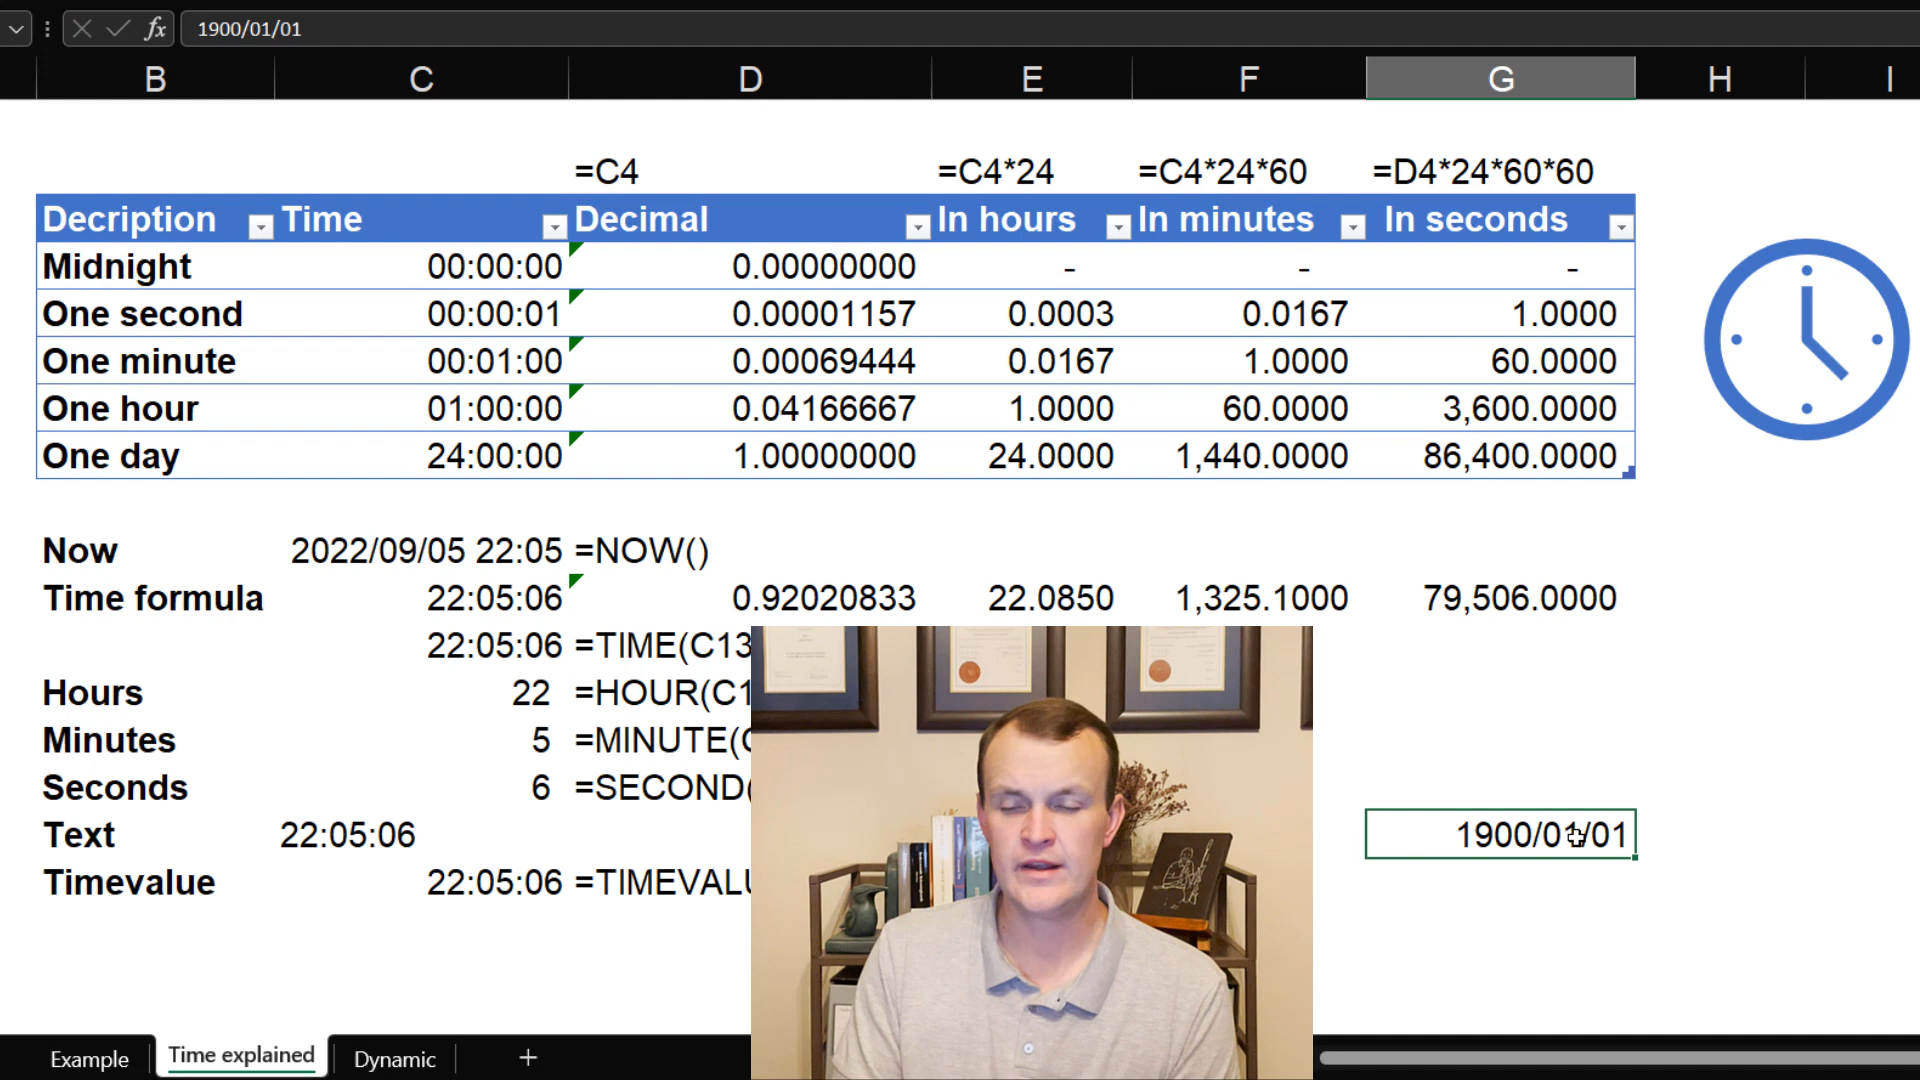 fx 1900/01/01
B C D E F G H I
=C4 =C4*24 =C4*24*60 =D4*24*60*60
Decription Time Decimal In hours In minutes In seconds
Midnight 00:00:00 0.00000000 - - -
One second 00:00:01 0.00001157 0.0003 0.0167 1.0000
One minute 00:01:00 0.00069444 0.0167 1.0000 60.0000
One hour 01:00:00 0.04166667 1.0000 60.0000 3,600.0000
One day 24:00:00 1.00000000 24.0000 1,440.0000 86,400.0000
Now 2022/09/05 22:05 =NOW()
Time formula 22:05:06 0.92020833 22.0850 1,325.1000 79,506.0000
22:05:06 =TIME(C13
Hours 22 =HOUR(C1
Minutes 5 =MINUTE(
Seconds 6 =SECOND(
Text 22:05:06 1900/01/01
Timevalue 22:05:06 =TIMEVALU
Example Time explained Dynamic +